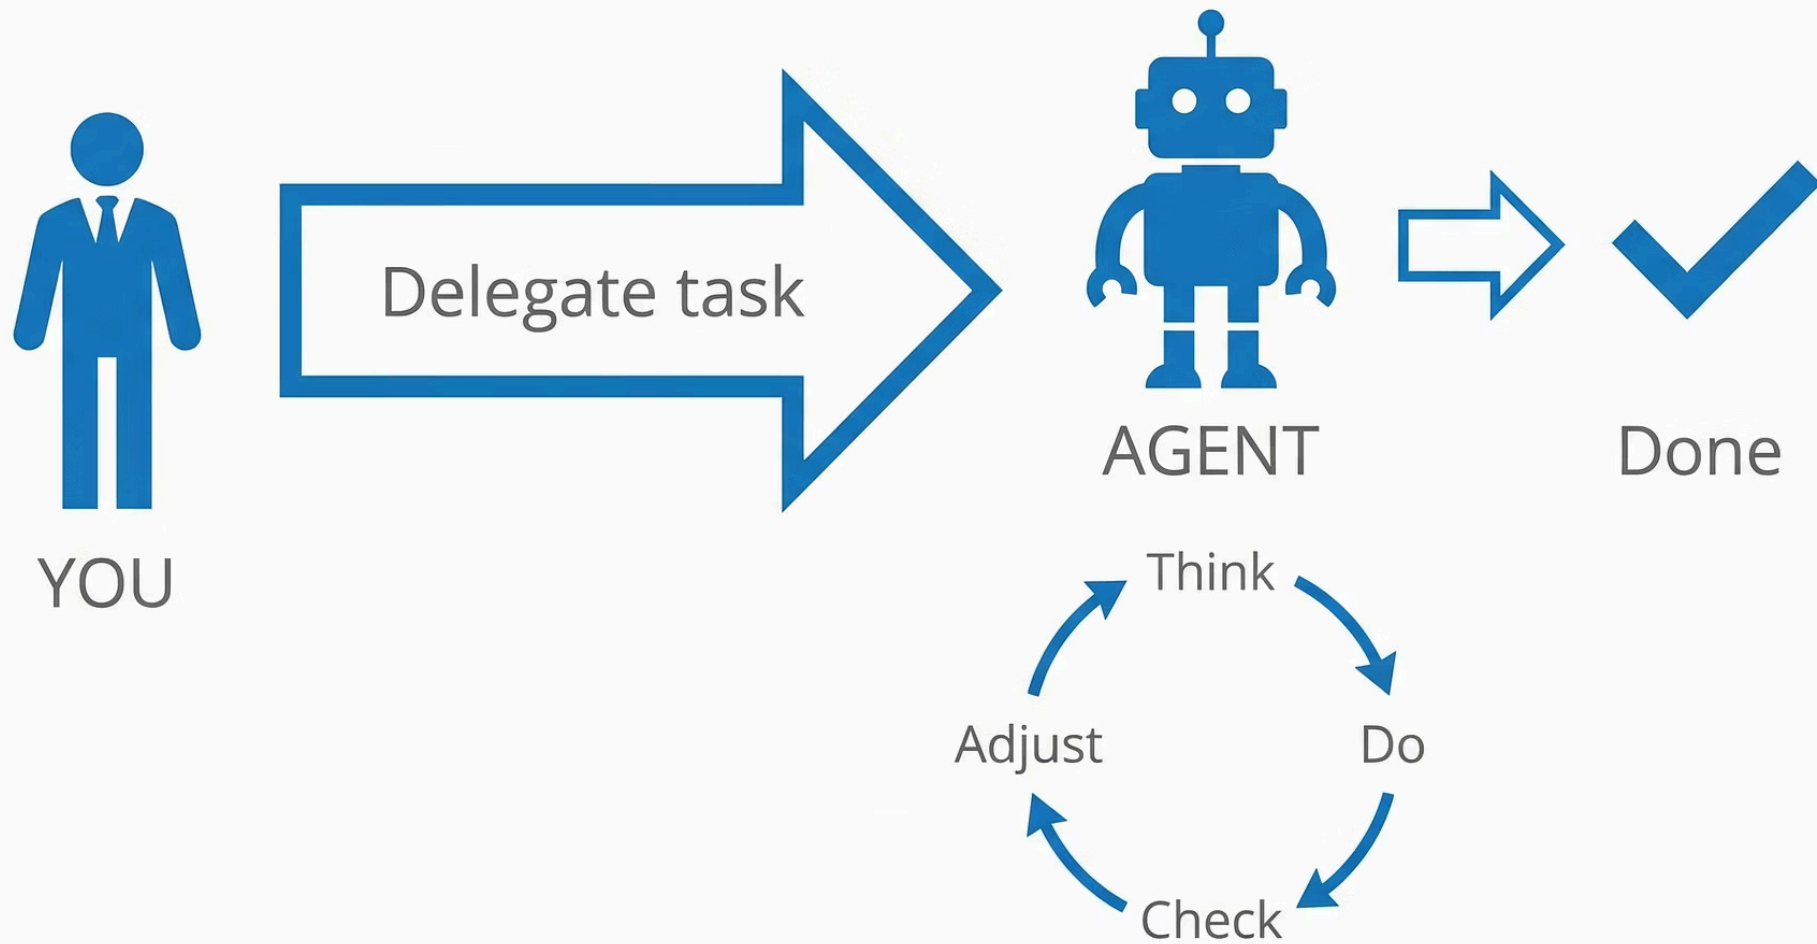 Delegate task
YOU
AGENT
Done
Think
Do
Check
Adjust